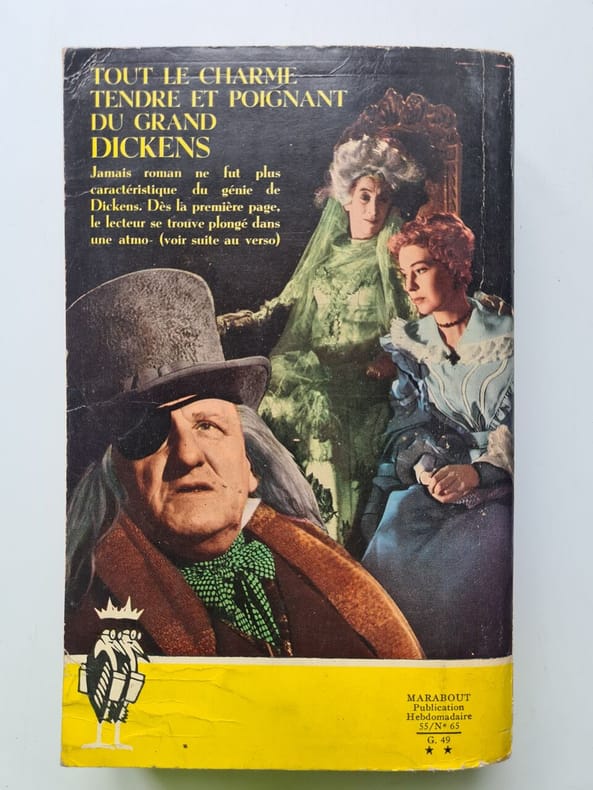 TOUT LE CHARME
TENDRE ET POIGNANT
DU GRAND
DICKENS
Jamais roman ne fut plus
caractéristique du génie de
Dickens. Dès la première page,
le lecteur se trouve plongé dans
une atmo- (voir suite au verso)
MARABOUT
Publication
Hebdomadaire
55/N° 65
G. 49
★ ★